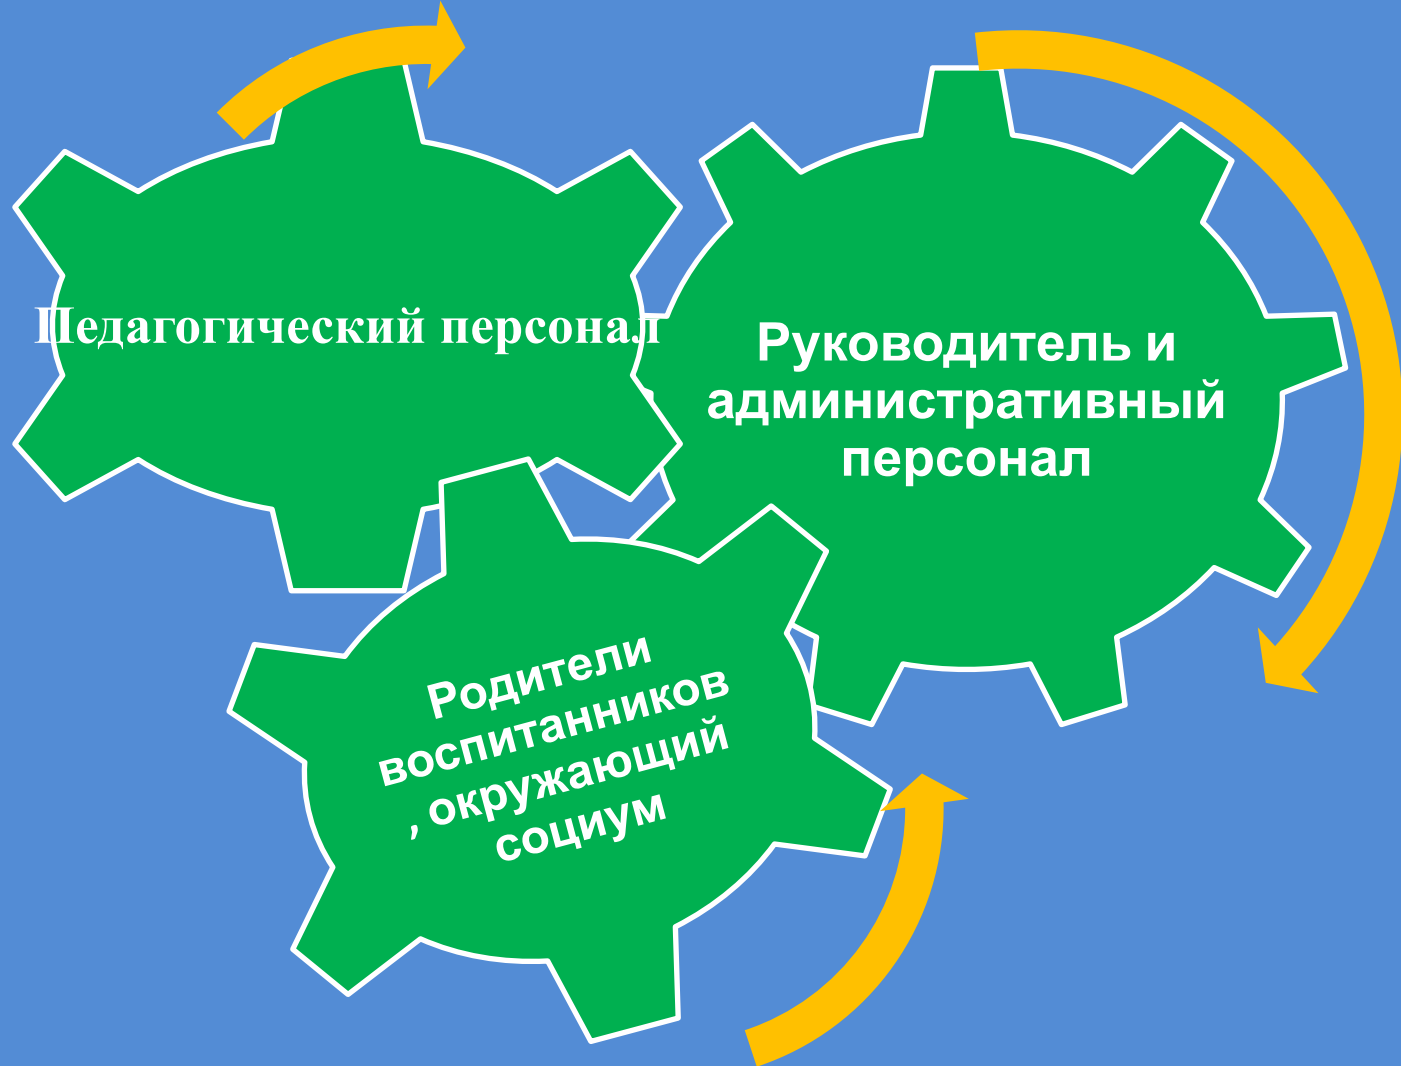 Педагогический персонал
Руководитель и
административный
персонал
Родители
воспитанников
, окружающий
социум